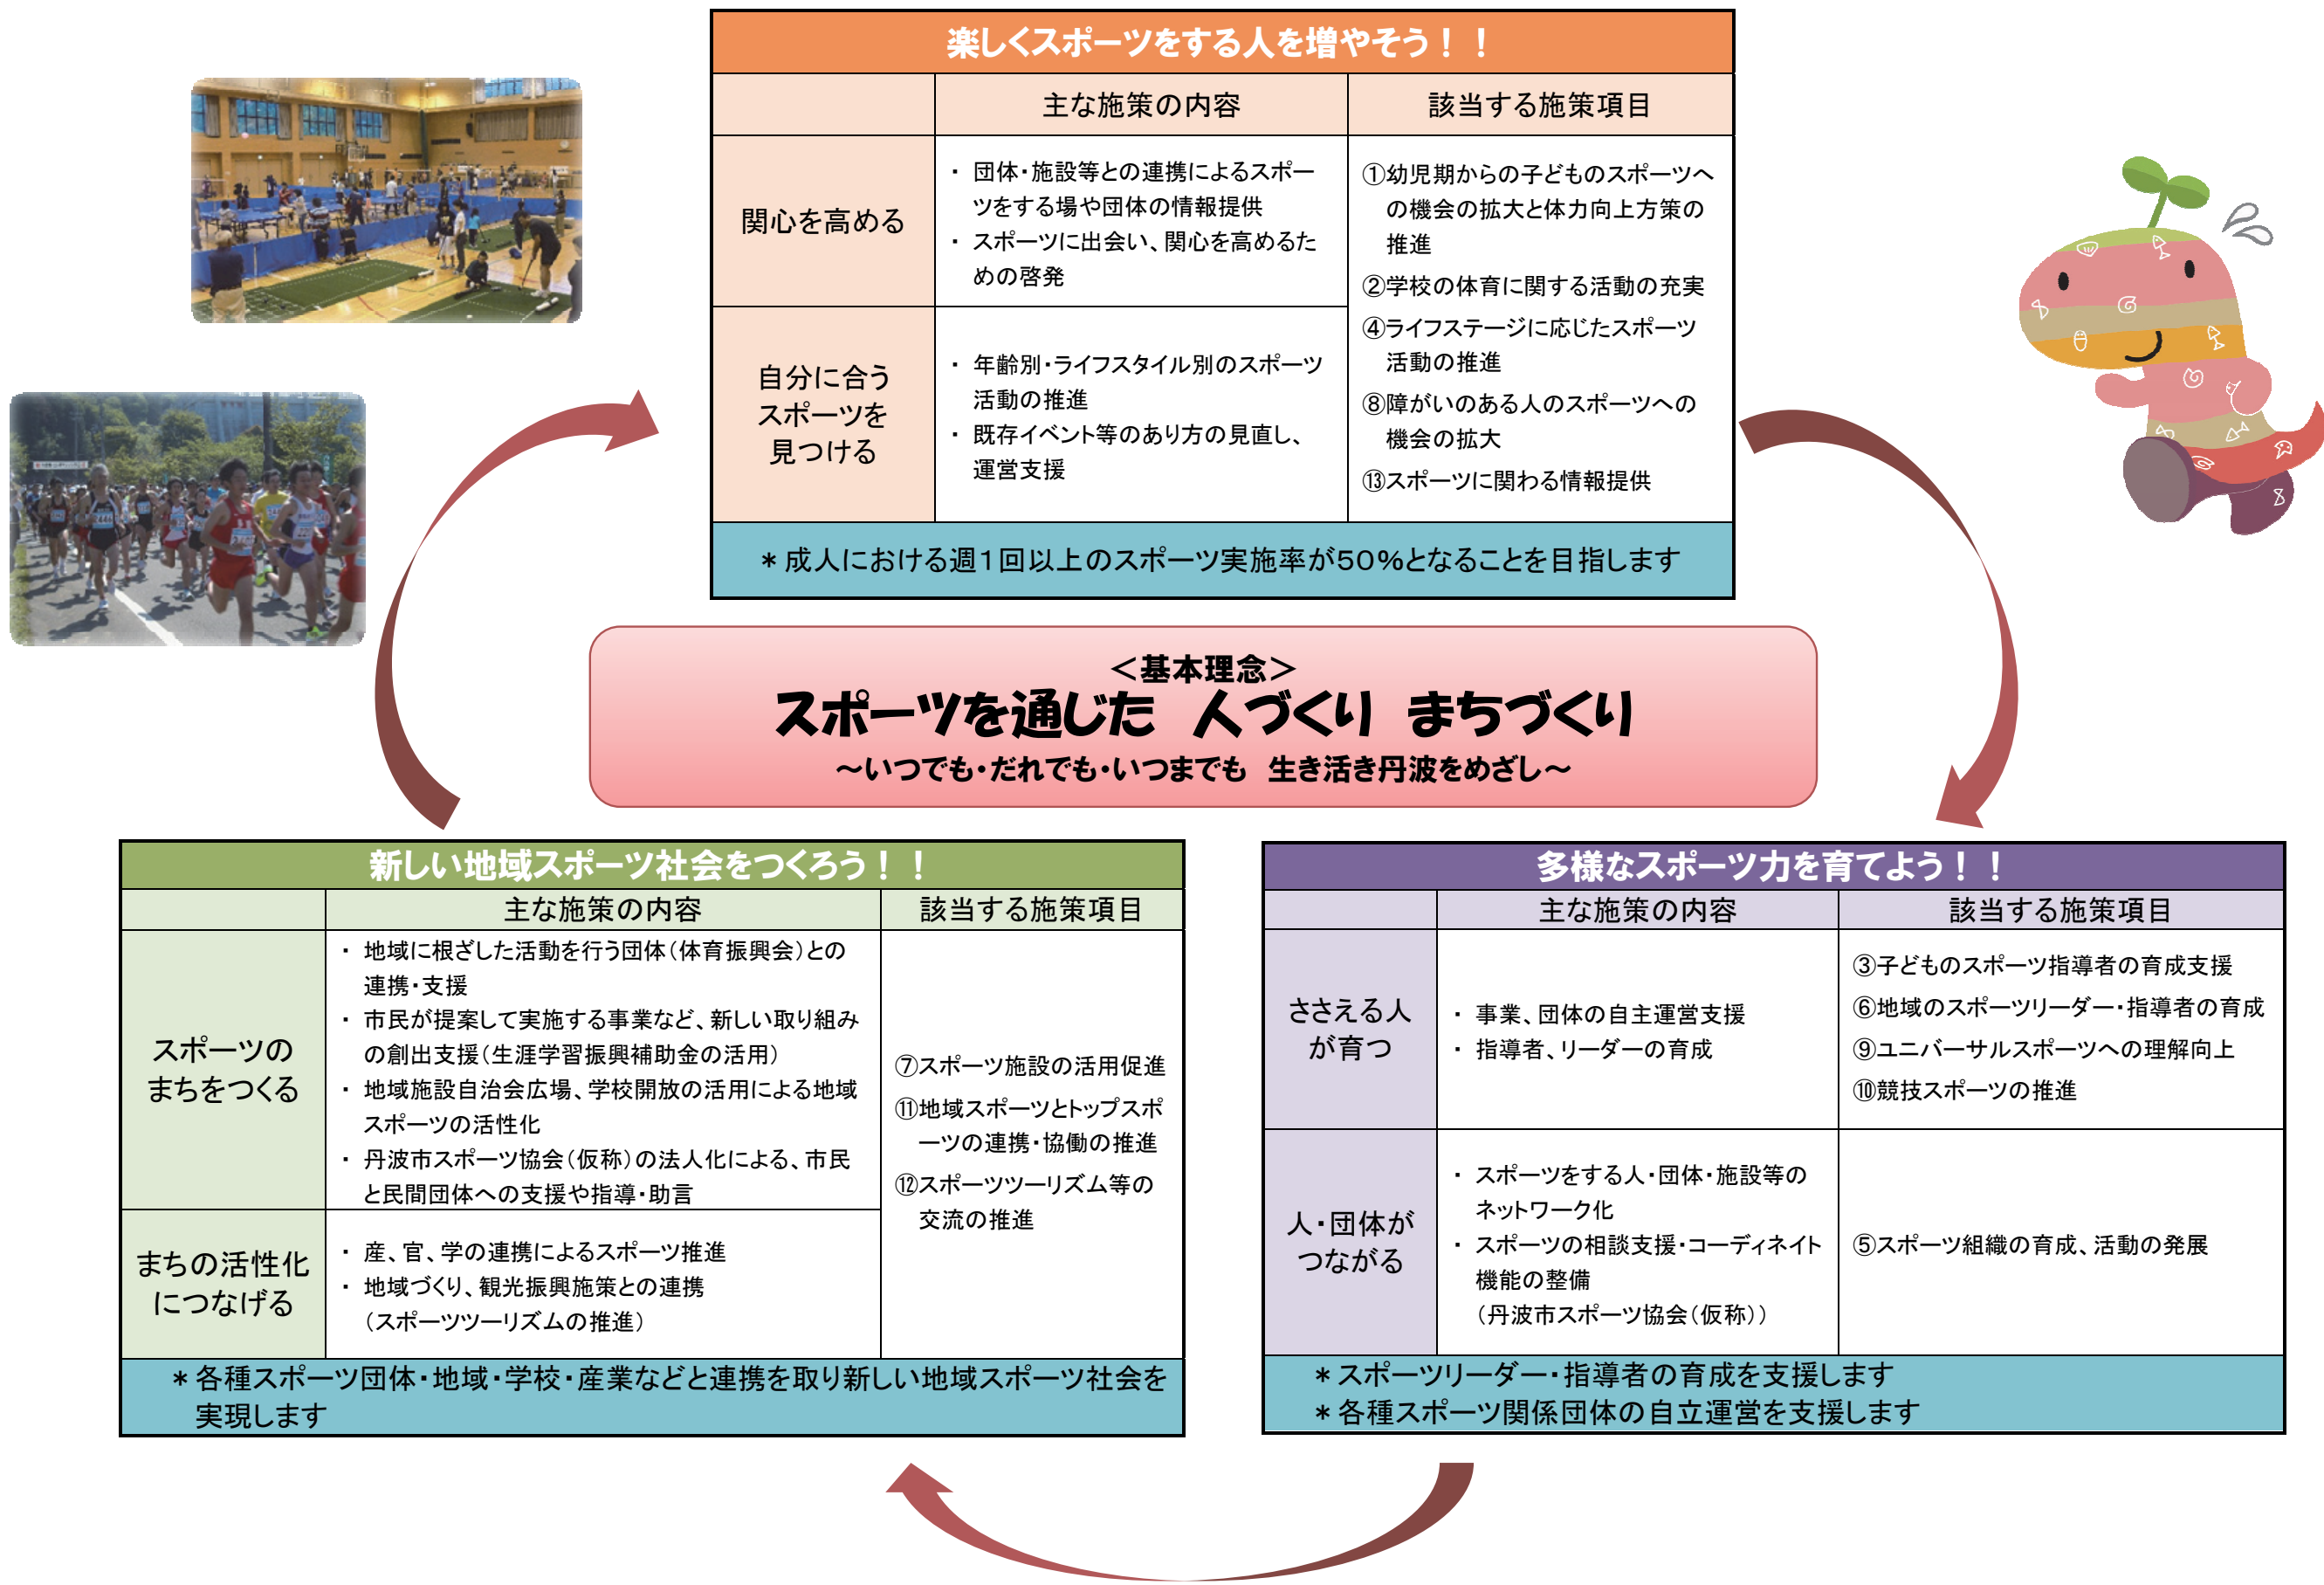 楽しくスポーツをする人を増やそう！！
主な施策の内容
該当する施策項目
関心を高める
・ 団体・施設等との連携によるスポー
ツをする場や団体の情報提供
・ スポーツに出会い、関心を高めるた
めの啓発
自分に合う
スポーツを
見つける
・ 年齢別・ライフスタイル別のスポーツ
活動の推進
・ 既存イベント等のあり方の見直し、
運営支援
①幼児期からの子どものスポーツへ
の機会の拡大と体力向上方策の
推進
②学校の体育に関する活動の充実
④ライフステージに応じたスポーツ
活動の推進
⑧障がいのある人のスポーツへの
機会の拡大
⑬スポーツに関わる情報提供
＊成人における週１回以上のスポーツ実施率が５０％となることを目指します
＜基本理念＞
スポーツを通じた 人づくり まちづくり
～いつでも・だれでも・いつまでも 生き活き丹波をめざし～
新しい地域スポーツ社会をつくろう！！
主な施策の内容
該当する施策項目
スポーツの
まちをつくる
・ 地域に根ざした活動を行う団体（体育振興会）との
連携・支援
・ 市民が提案して実施する事業など、新しい取り組み
の創出支援（生涯学習振興補助金の活用）
・ 地域施設自治会広場、学校開放の活用による地域
スポーツの活性化
・ 丹波市スポーツ協会（仮称）の法人化による、市民
と民間団体への支援や指導・助言
まちの活性化
につなげる
・ 産、官、学の連携によるスポーツ推進
・ 地域づくり、観光振興施策との連携
（スポーツツーリズムの推進）
⑦スポーツ施設の活用促進
⑪地域スポーツとトップスポ
ーツの連携・協働の推進
⑫スポーツツーリズム等の
交流の推進
＊各種スポーツ団体・地域・学校・産業などと連携を取り新しい地域スポーツ社会を
実現します
多様なスポーツ力を育てよう！！
主な施策の内容
該当する施策項目
ささえる人
が育つ
・ 事業、団体の自主運営支援
・ 指導者、リーダーの育成
③子どものスポーツ指導者の育成支援
⑥地域のスポーツリーダー・指導者の育成
⑨ユニバーサルスポーツへの理解向上
⑩競技スポーツの推進
人・団体が
つながる
・ スポーツをする人・団体・施設等の
ネットワーク化
・ スポーツの相談支援・コーディネイト
機能の整備
（丹波市スポーツ協会（仮称））
⑤スポーツ組織の育成、活動の発展
＊スポーツリーダー・指導者の育成を支援します
＊各種スポーツ関係団体の自立運営を支援します